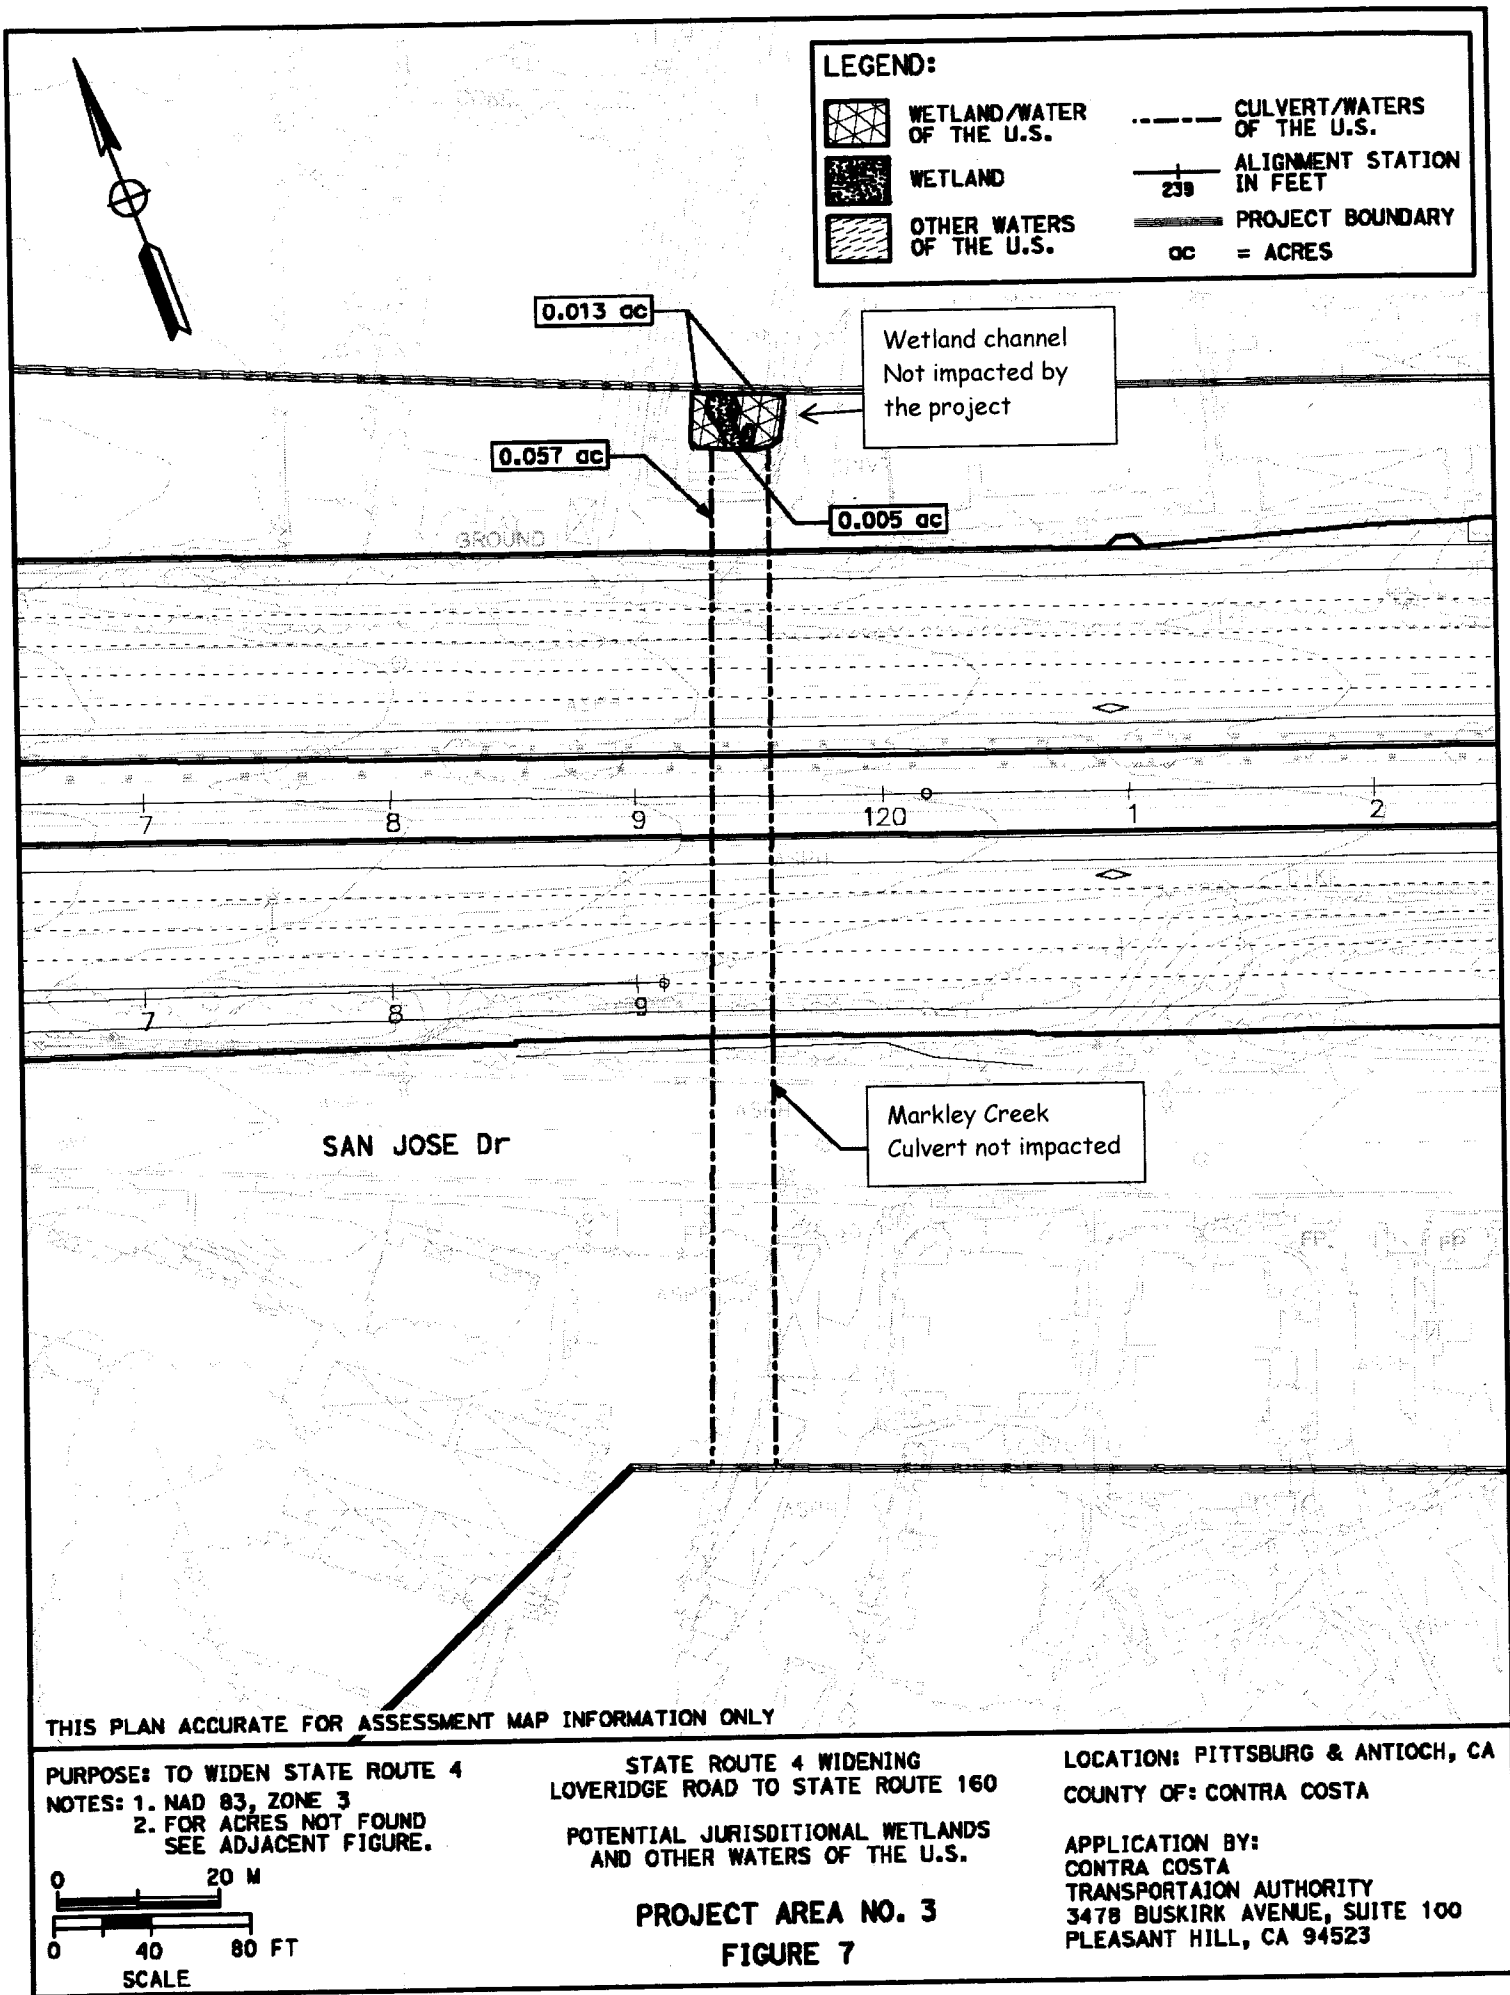 LEGEND:
WETLAND/WATER
OF THE U.S.
WETLAND
OTHER WATERS
OF THE U.S.
CULVERT/WATERS
OF THE U.S.
239
ALIGNMENT STATION
IN FEET
PROJECT BOUNDARY
ac = ACRES
0.013 ac
Wetland channel
Not impacted by
the project
0.057 ac
0.005 ac
GROUND
7 8 9 120 1 2
DIKE
7 8 9
Markley Creek
Culvert not impacted
SAN JOSE Dr
FP
FP
THIS PLAN ACCURATE FOR ASSESSMENT MAP INFORMATION ONLY
PURPOSE: TO WIDEN STATE ROUTE 4
NOTES: 1. NAD 83, ZONE 3
2. FOR ACRES NOT FOUND
SEE ADJACENT FIGURE.
0 20 M
0 40 80 FT
SCALE
STATE ROUTE 4 WIDENING
LOVERIDGE ROAD TO STATE ROUTE 160
POTENTIAL JURISDITIONAL WETLANDS
AND OTHER WATERS OF THE U.S.
PROJECT AREA NO. 3
FIGURE 7
LOCATION: PITTSBURG & ANTIOCH, CA
COUNTY OF: CONTRA COSTA
APPLICATION BY:
CONTRA COSTA
TRANSPORTAION AUTHORITY
3478 BUSKIRK AVENUE, SUITE 100
PLEASANT HILL, CA 94523